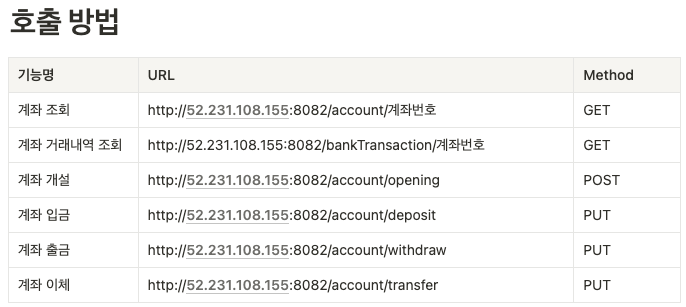 호출 방법
기능명 URL Method
계좌 조회 http://52.231.108.155:8082/account/계좌번호 GET
계좌 거래내역 조회 http://52.231.108.155:8082/bankTransaction/계좌번호 GET
계좌 개설 http://52.231.108.155:8082/account/opening POST
계좌 입금 http://52.231.108.155:8082/account/deposit PUT
계좌 출금 http://52.231.108.155:8082/account/withdraw PUT
계좌 이체 http://52.231.108.155:8082/account/transfer PUT